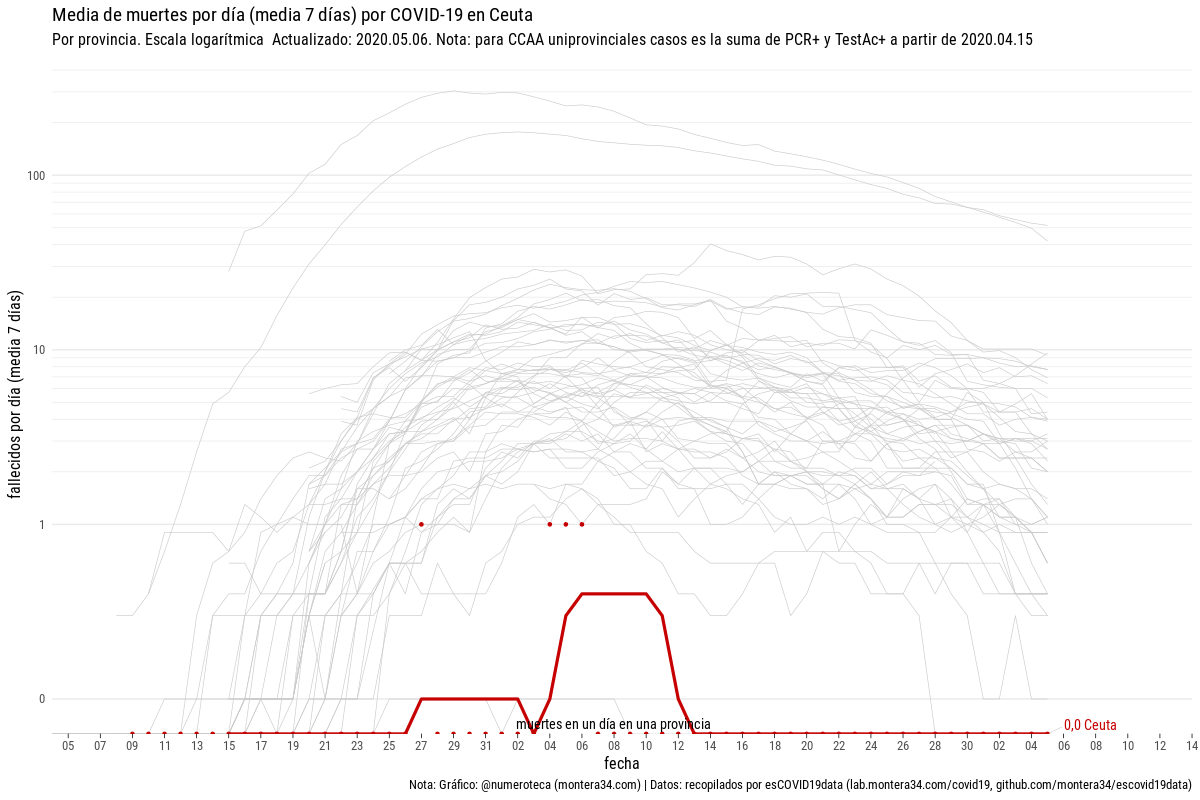 Media de muertes por día (media 7 días) por COVID-19 en Ceuta
Por provincia. Escala logarítmica  Actualizado: 2020.05.06. Nota: para CCAA uniprovinciales casos es la suma de PCR+ y TestAc+ a partir de 2020.04.15
fallecidos por día (media  7 días)
100
10
1
0
muertes en un día en una provincia
0,0 Ceuta
05 07 09 11 13 15 17 19 21 23 25 27 29 31 02 04 06 08 10 12 14 16 18 20 22 24 26 28 30 02 04 06 08 10 12 14
fecha
Nota: Gráfico: @numeroteca (montera34.com) | Datos: recopilados por esCOVID19data (lab.montera34.com/covid19, github.com/montera34/escovid19data)